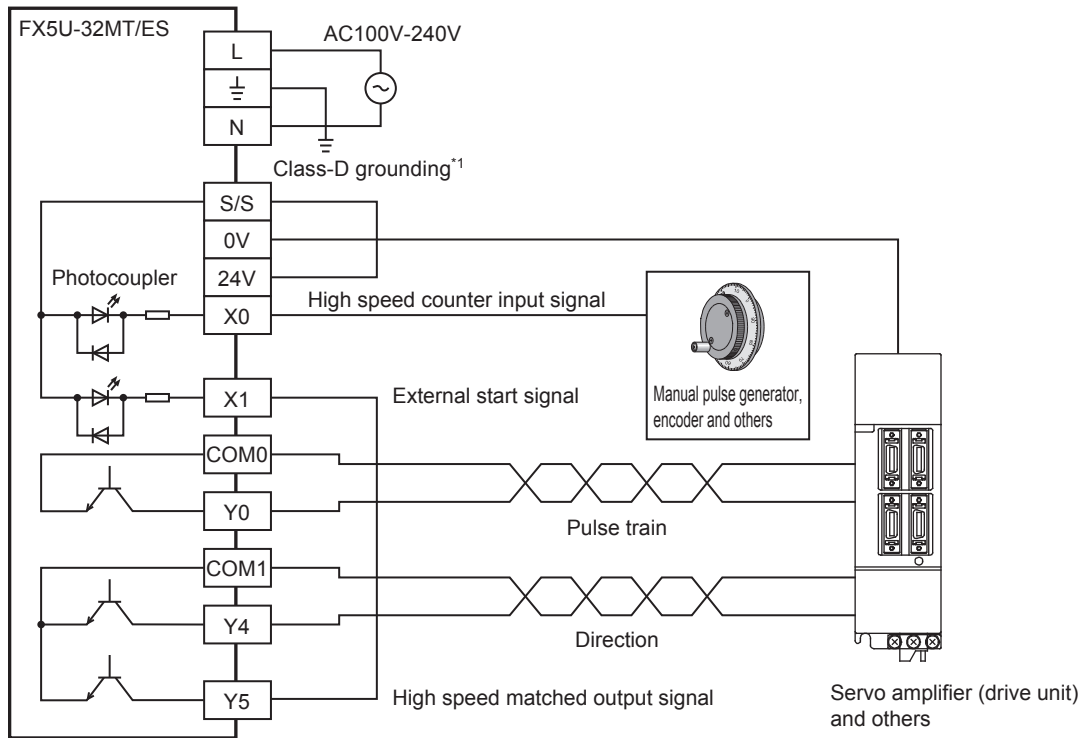 FX5U-32MT/ES
AC100V-240V
L
N
Class-D grounding*1
S/S
0V
24V
Photocoupler
High speed counter input signal
X0
Manual pulse generator,
encoder and others
X1
External start signal
COM0
Y0
Pulse train
COM1
Y4
Direction
Y5
High speed matched output signal
Servo amplifier (drive unit)
and others